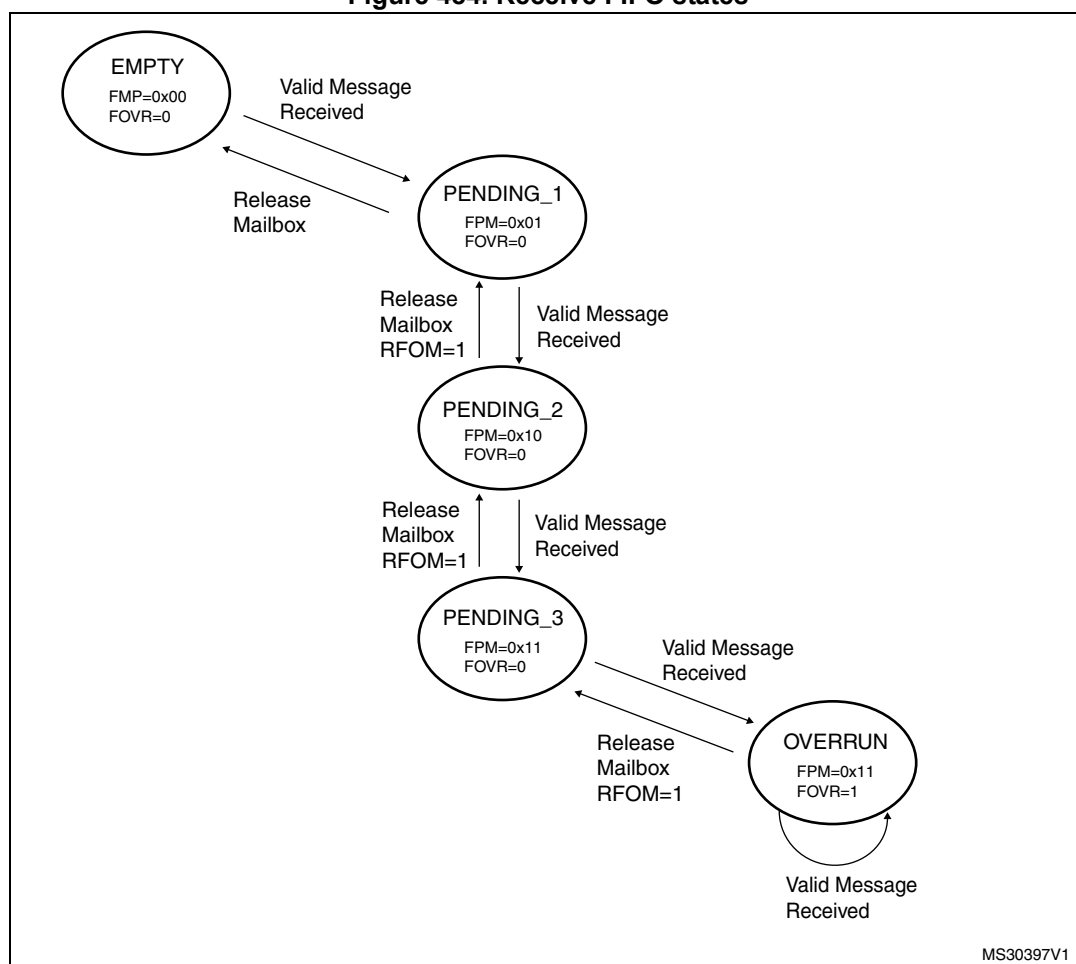 EMPTY
FMP=0x00
FOVR=0
Valid Message
Received
Release
Mailbox
PENDING_1
FPM=0x01
FOVR=0
Release
Mailbox
RFOM=1
Valid Message
Received
PENDING_2
FPM=0x10
FOVR=0
Release
Mailbox
RFOM=1
Valid Message
Received
PENDING_3
FPM=0x11
FOVR=0
Valid Message
Received
Release
Mailbox
RFOM=1
OVERRUN
FPM=0x11
FOVR=1
Valid Message
Received
MS30397V1